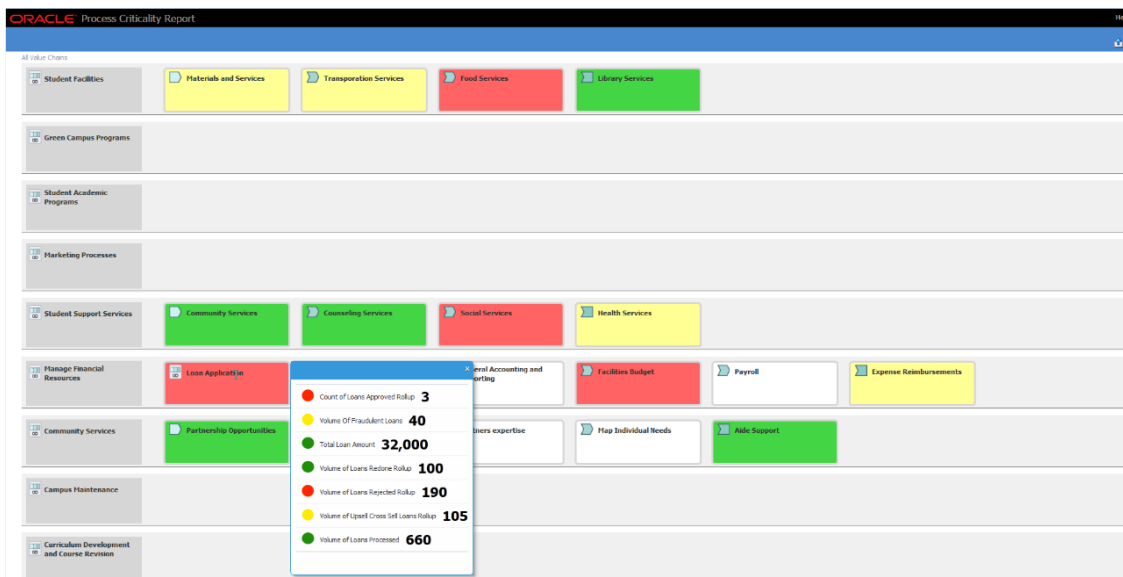 ORACLE Process Criticality Report
All Value Chains
Student Facilities
Materials and Services
Transporation Services
Food Services
Library Services
Green Campus Programs
Student Academic
Programs
Marketing Processes
Student Support Services
Community Services
Counseling Services
Social Services
Health Services
Manage Financial
Resources
Loan Application
eral Accounting and
orting
Facilities Budget
Payroll
Expense Reimbursements
Count of Loans Approved Rollup 3
Volume Of Fraudulent Loans 40
Total Loan Amount 32,000
Volume of Loans Redone Rollup 100
Volume of Loans Rejected Rollup 190
Volume of Upsell Cross Sell Loans Rollup 105
Volume of Loans Processed 660
Community Services
Partnership Opportunities
tners expertise
Map Individual Needs
Aide Support
Campus Maintenance
Curriculum Development
and Course Revision